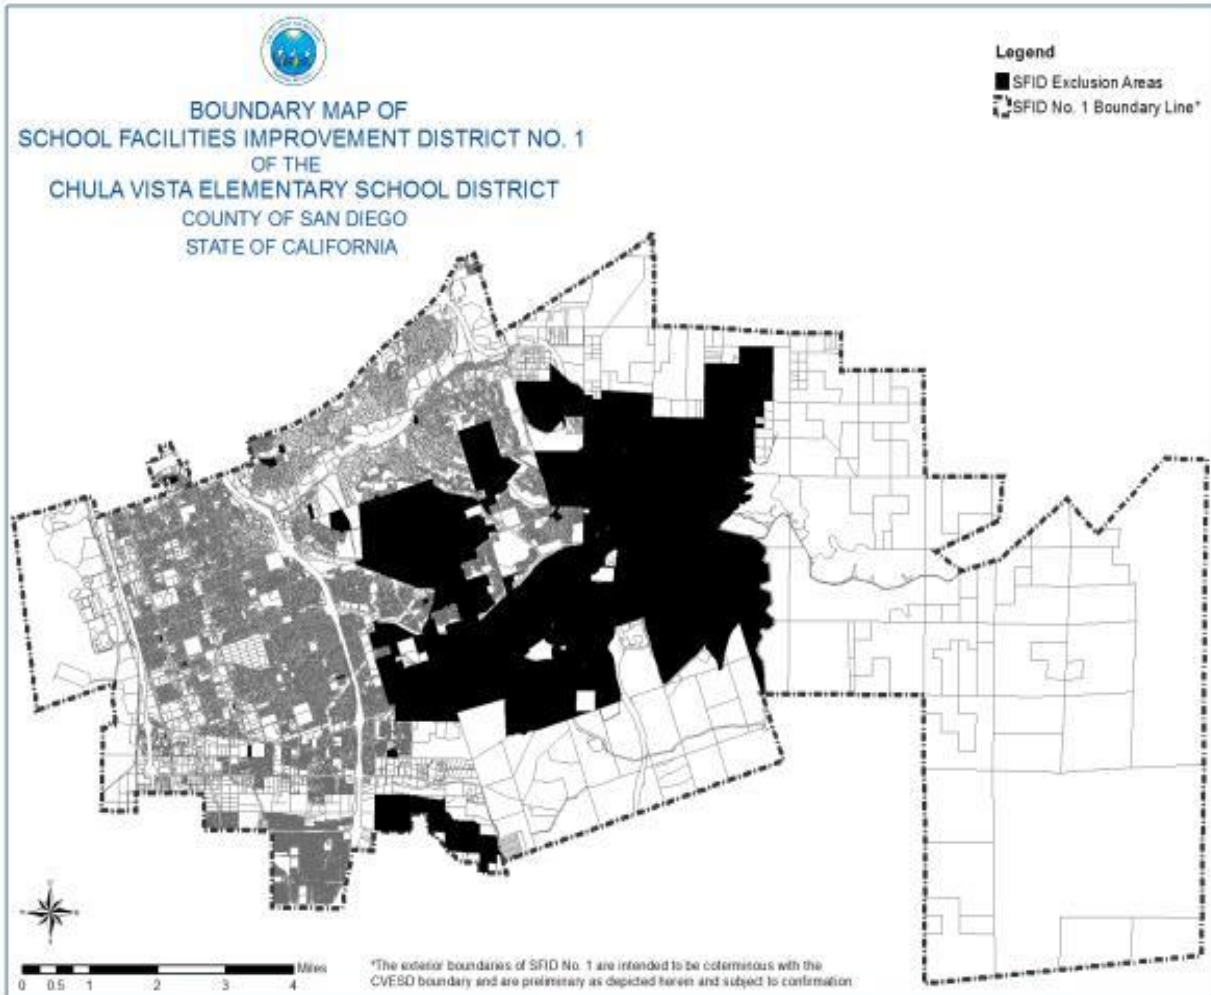 BOUNDARY MAP OF
SCHOOL FACILITIES IMPROVEMENT DISTRICT NO. 1
OF THE
CHULA VISTA ELEMENTARY SCHOOL DISTRICT
COUNTY OF SAN DIEGO
STATE OF CALIFORNIA
Legend
SFID Exclusion Areas
SFID No. 1 Boundary Line*
Miles
0 0.5 1 2 3 4
*The exterior boundaries of SFID No. 1 are intended to be coterminous with the
CVESD boundary and are preliminary as depicted herein and subject to confirmation